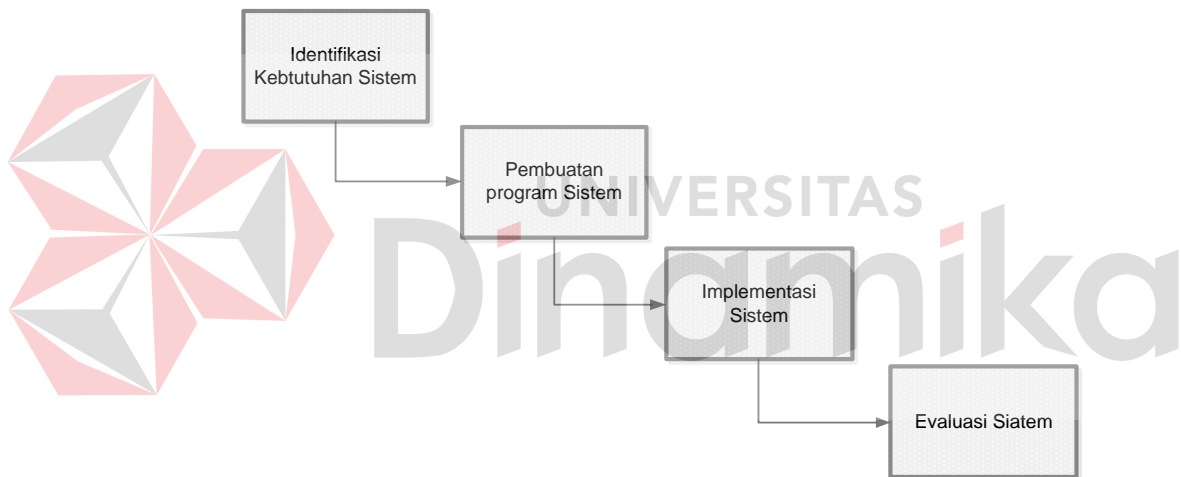 Identifikasi
Kebtutuhan Sistem
Pembuatan
program Sistem
UNIVERSITAS
Dinamika
Implementasi
Sistem
Evaluasi Siatem